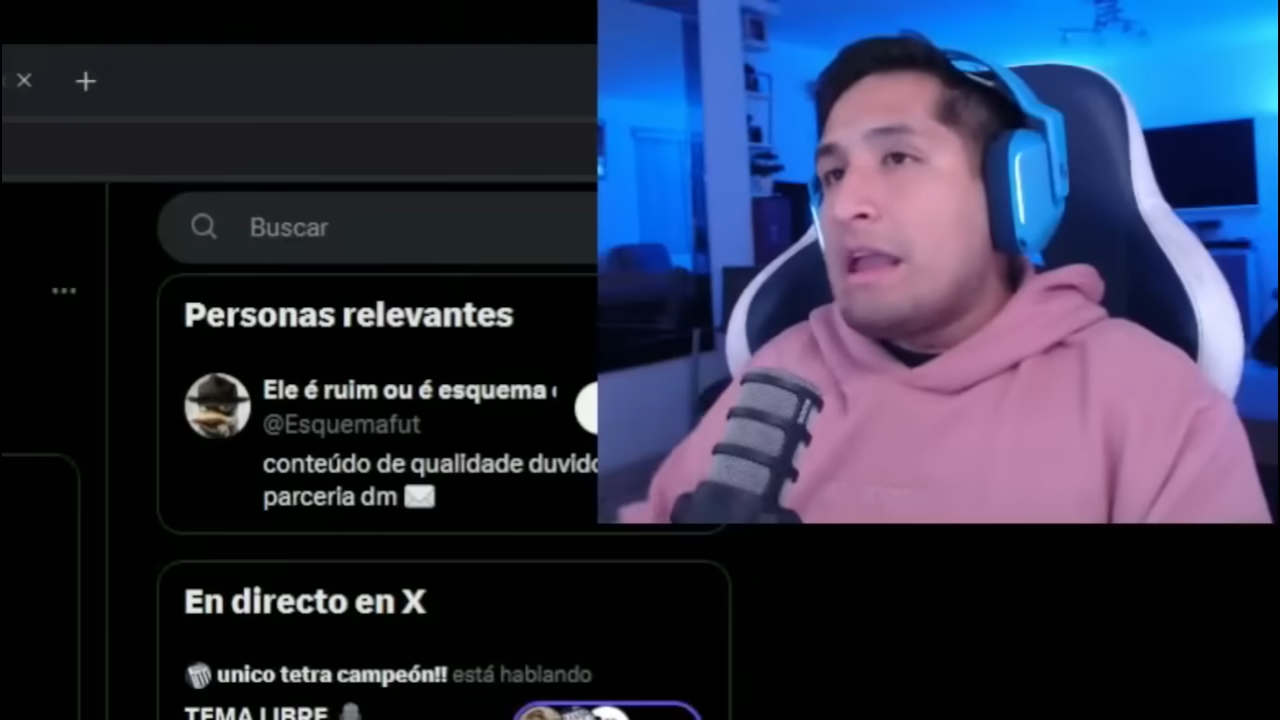 Buscar
Personas relevantes
Ele é ruim ou é esquema
@Esquemafut
conteúdo de qualidade
parceria dm ✉️
En directo en X
unico tetra campeón!! está hablando
TEMA LIBRE